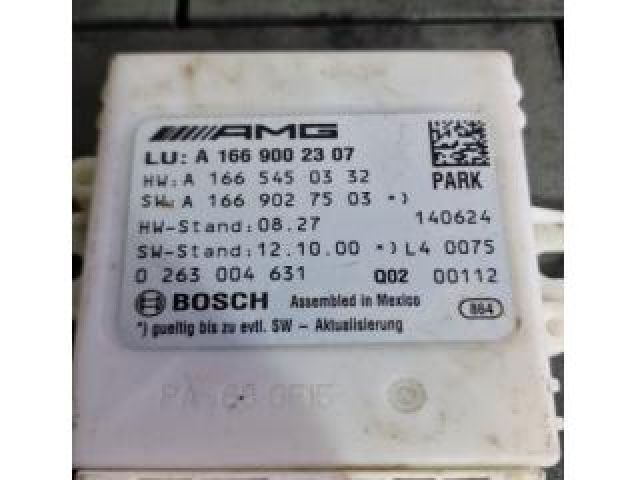 AMG
LU: A 166 900 23 07
HW: A 166 545 03 32 PARK
SW: A 166 902 75 03 *)
HW-Stand: 08.27 140624
SW-Stand: 12.10.00 *) L4 0075
0 263 004 631 Q02 00112
BOSCH Assembled in Mexico 864
*) gueltig bis zu evtl. SW - Aktualisierung